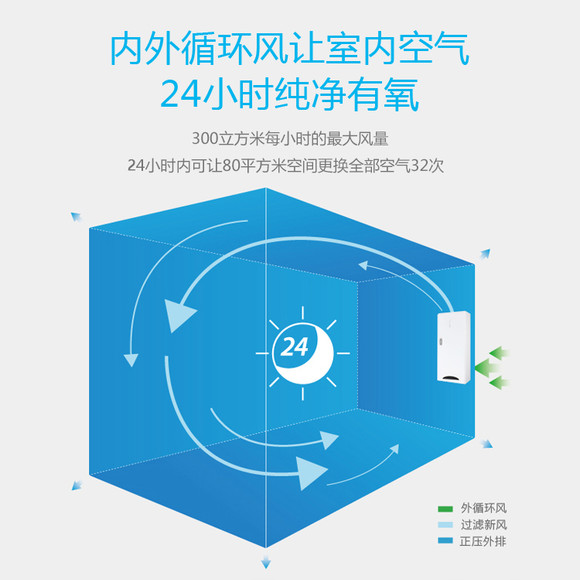 内外循环风让室内空气
24小时纯净有氧
300立方米每小时的最大风量
24小时内可让80平方米空间更换全部空气32次
24
外循环风
过滤新风
正压外排